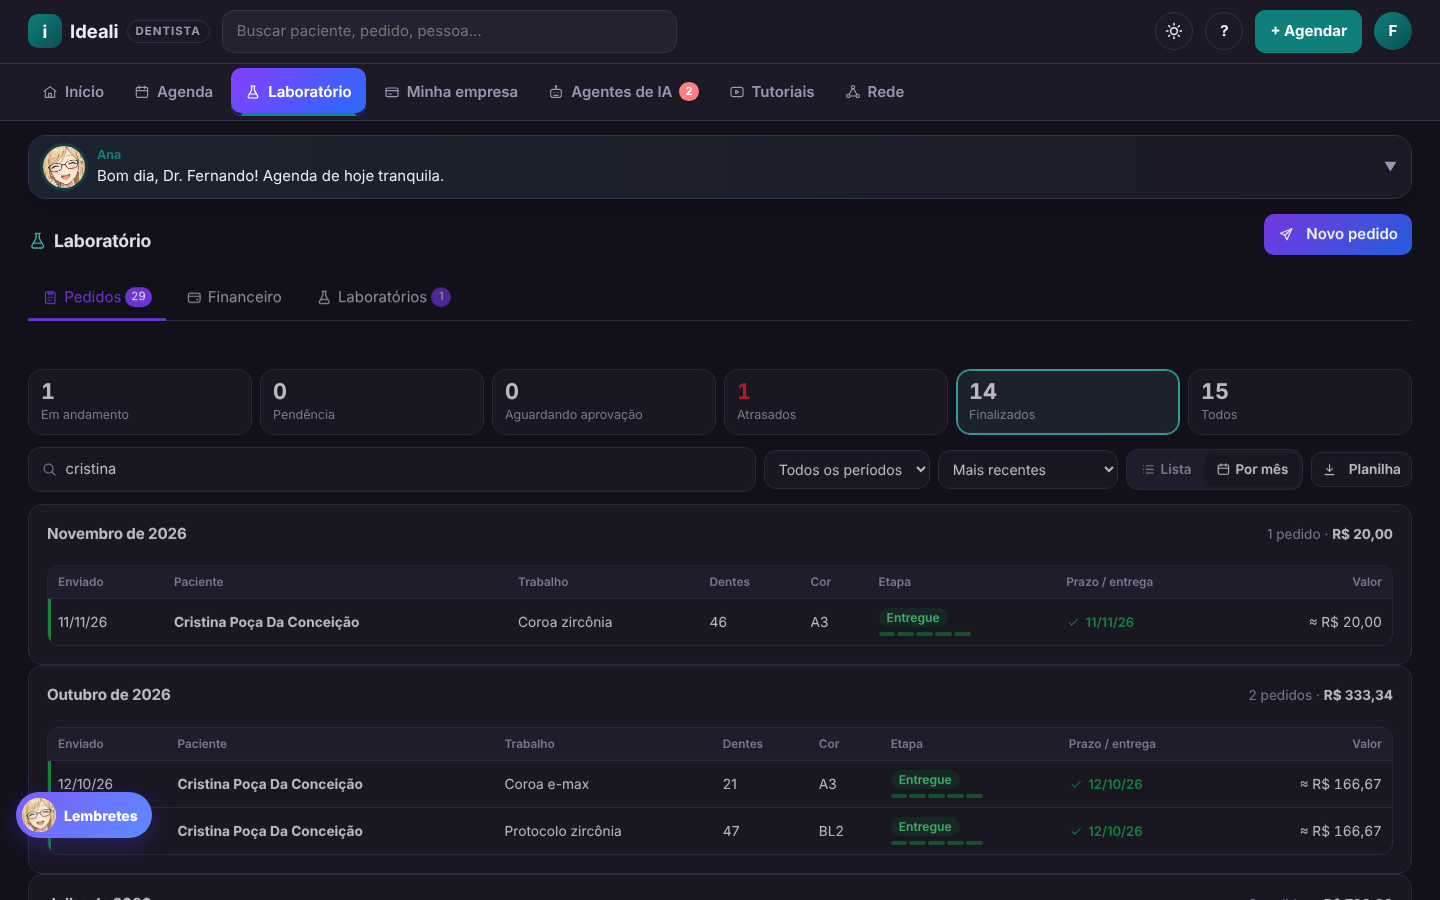 i Ideali DENTISTA Buscar paciente, pedido, pessoa... ? + Agendar F
Início Agenda Laboratório Minha empresa Agentes de IA 2 Tutoriais Rede
Ana
Bom dia, Dr. Fernando! Agenda de hoje tranquila.
Laboratório
Novo pedido
Pedidos 29 Financeiro Laboratórios 1
1 0 0 1 14 15
Em andamento Pendência Aguardando aprovação Atrasados Finalizados Todos
cristina Todos os períodos Mais recentes Lista Por mês Planilha
Novembro de 2026 1 pedido · R$ 20,00
Enviado Paciente Trabalho Dentes Cor Etapa Prazo / entrega Valor
11/11/26 Cristina Poça Da Conceição Coroa zircônia 46 A3 Entregue 11/11/26 ≈ R$ 20,00
Outubro de 2026 2 pedidos · R$ 333,34
Enviado Paciente Trabalho Dentes Cor Etapa Prazo / entrega Valor
12/10/26 Cristina Poça Da Conceição Coroa e-max 21 A3 Entregue 12/10/26 ≈ R$ 166,67
Cristina Poça Da Conceição Protocolo zircônia 47 BL2 Entregue 12/10/26 ≈ R$ 166,67
Lembretes